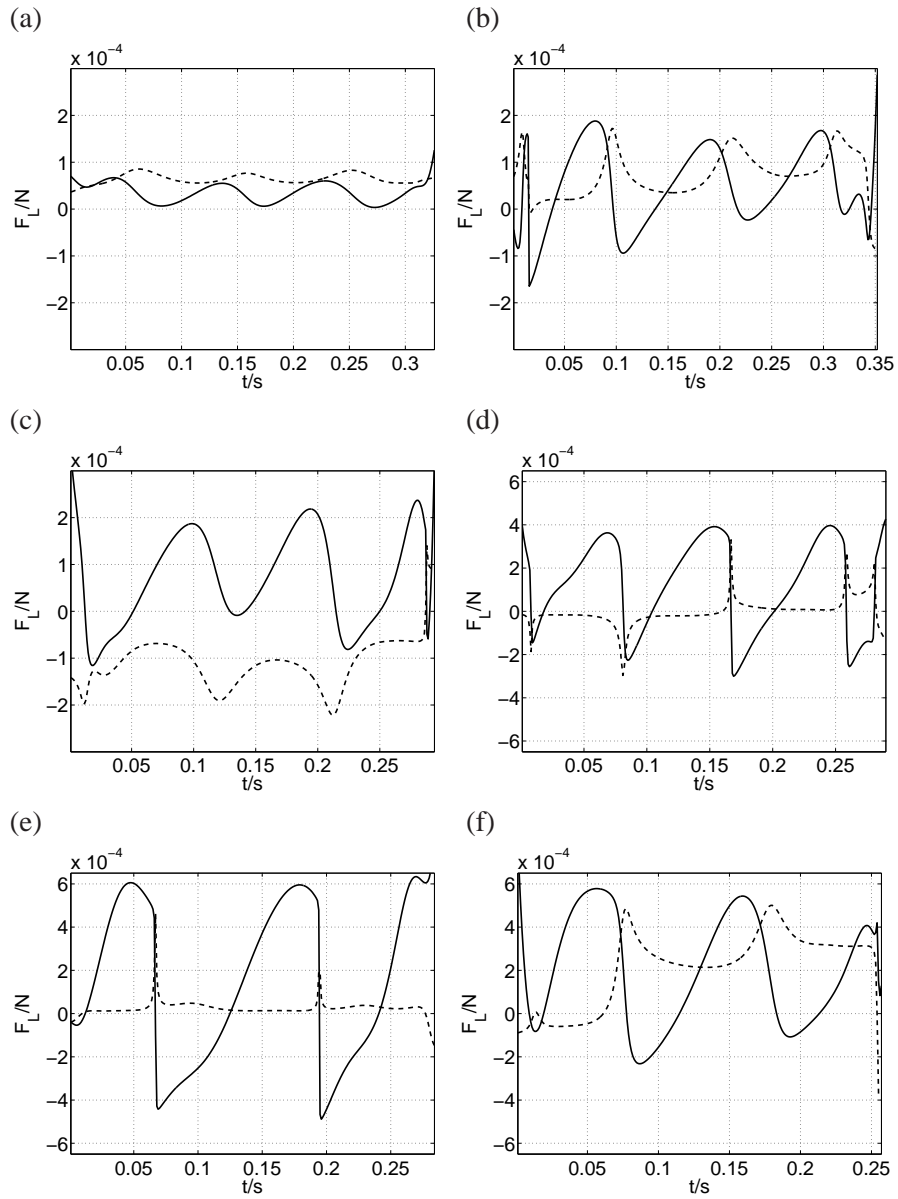 (a)
x 10⁻⁴
2
1
0
−1
−2
F_L/N
0.05 0.1 0.15 0.2 0.25 0.3
t/s
(b)
x 10⁻⁴
2
1
0
−1
−2
F_L/N
0.05 0.1 0.15 0.2 0.25 0.3 0.35
t/s
(c)
x 10⁻⁴
2
1
0
−1
−2
F_L/N
0.05 0.1 0.15 0.2 0.25
t/s
(d)
x 10⁻⁴
6
4
2
0
−2
−4
−6
F_L/N
0.05 0.1 0.15 0.2 0.25
t/s
(e)
x 10⁻⁴
6
4
2
0
−2
−4
−6
F_L/N
0.05 0.1 0.15 0.2 0.25
t/s
(f)
x 10⁻⁴
6
4
2
0
−2
−4
−6
F_L/N
0.05 0.1 0.15 0.2 0.25
t/s